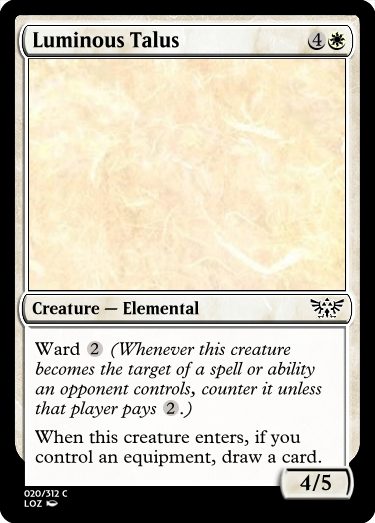 Luminous Talus 4
Creature — Elemental
Ward 2 (Whenever this creature
becomes the target of a spell or ability
an opponent controls, counter it unless
that player pays 2.)
When this creature enters, if you
control an equipment, draw a card.
4/5
020/312 C
LOZ